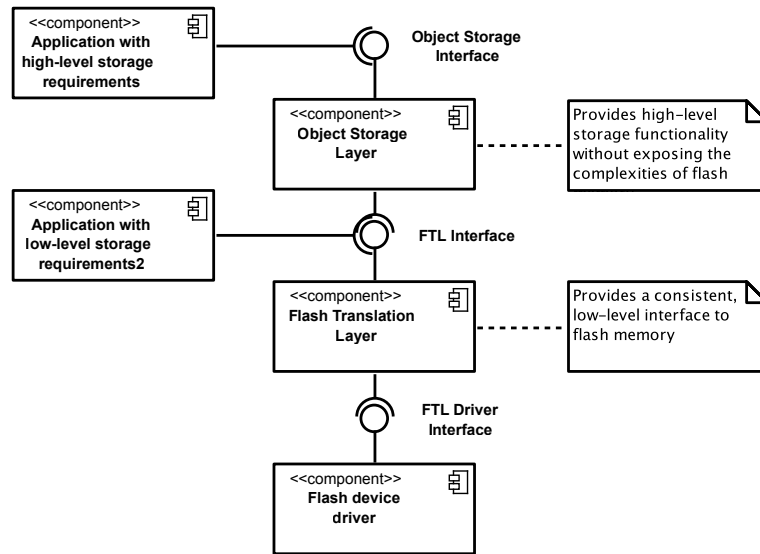 <<component>>
Application with
high-level storage
requirements
Object Storage
Interface
<<component>>
Object Storage
Layer
Provides high-level
storage functionality
without exposing the
complexities of flash
<<component>>
Application with
low-level storage
requirements2
FTL Interface
<<component>>
Flash Translation
Layer
Provides a consistent,
low-level interface to
flash memory
FTL Driver
Interface
<<component>>
Flash device
driver